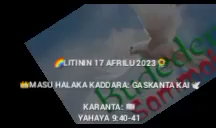 🌈LITININ 17 AFRILU 2023🌻
👑MASU HALAKA KADDARA: GASKANTA KAI🕊
KARANTA: 📖
YAHAYA 9:40-41